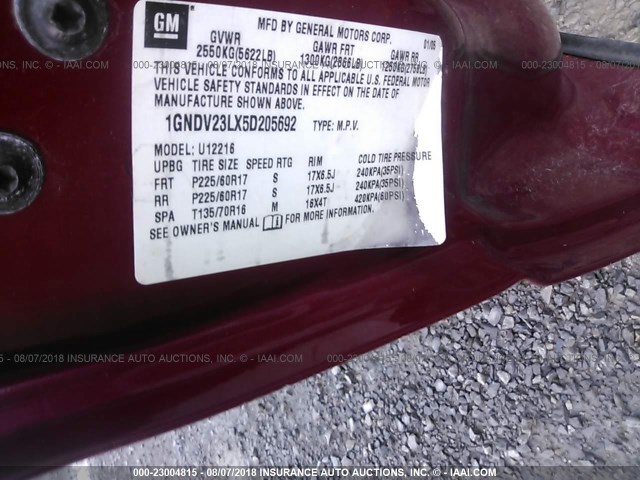 GM
MFD BY GENERAL MOTORS CORP. 01/05
GVWR GAWR FRT GAWR RR
2550KG(5622LB) 1300KG(2866LB) 1250KG(2756LB)
THIS VEHICLE CONFORMS TO ALL APPLICABLE U.S. FEDERAL MOTOR
VEHICLE SAFETY STANDARDS IN EFFECT ON THE DATE OF
MANUFACTURE SHOWN ABOVE.
1GNDV23LX5D205692 TYPE: M.P.V.
MODEL: U12216
UPBG TIRE SIZE SPEED RTG RIM COLD TIRE PRESSURE
FRT P225/60R17 S 17X6.5J 240KPA(35PSI)
RR P225/60R17 S 17X6.5J 240KPA(35PSI)
SPA T135/70R16 M 16X4T 420KPA(60PSI)
SEE OWNER'S MANUAL FOR MORE INFORMATION.
000-23004815 - 08/07/2018 INSURANCE AUTO AUCTIONS, INC. - © - IAAI.COM